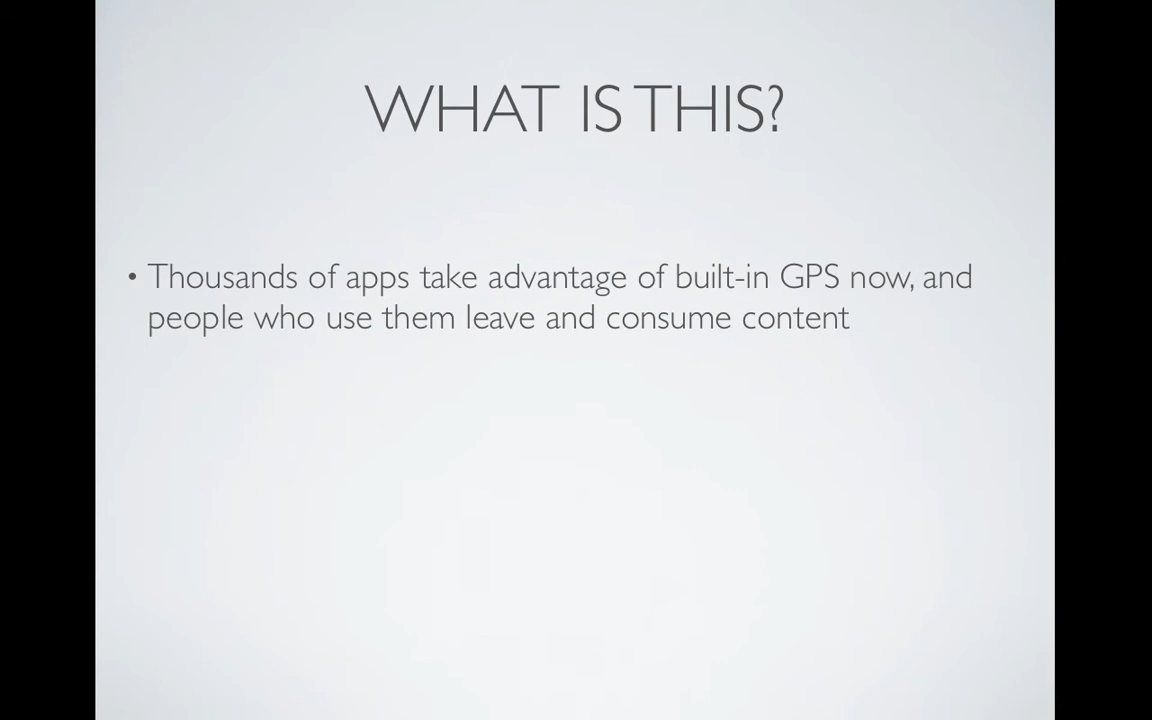 WHAT IS THIS?
• Thousands of apps take advantage of built-in GPS now, and
people who use them leave and consume content